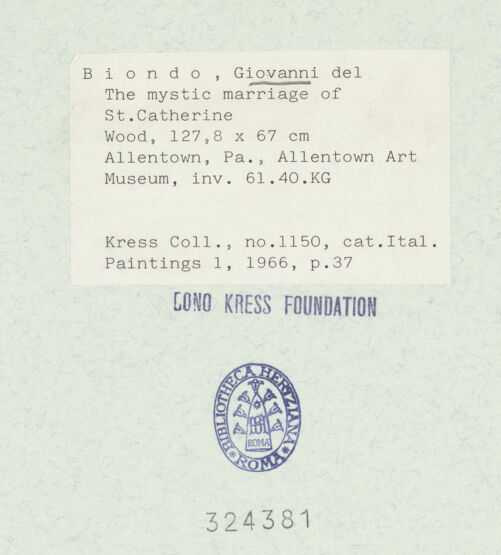 B i o n d o , Giovanni del
The mystic marriage of
St.Catherine
Wood, 127,8 x 67 cm
Allentown, Pa., Allentown Art
Museum, inv. 61.40.KG
Kress Coll., no.1150, cat.Ital.
Paintings 1, 1966, p.37
DONO KRESS FOUNDATION
BIBLIOTHECA HERTZIANA
BH
ROMA
* ROMA *
324381